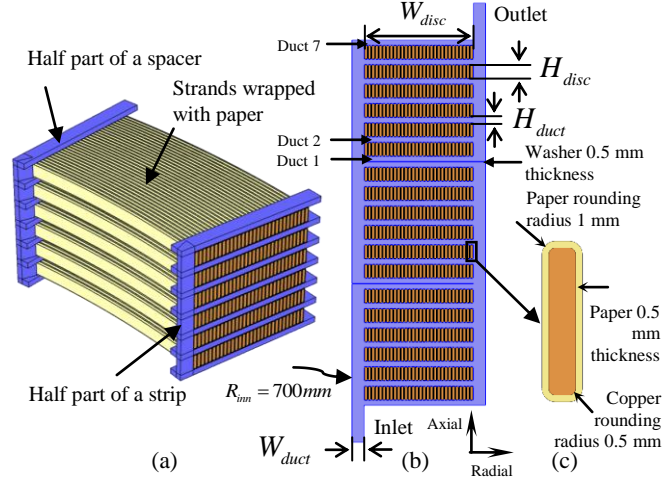 Half part of a spacer
Strands wrapped
with paper
Half part of a strip
(a)
Duct 7
W_disc
Outlet
H_disc
H_duct
Duct 2
Duct 1
Washer 0.5 mm
thickness
Paper rounding
radius 1 mm
Paper 0.5
mm
thickness
Copper
rounding
radius 0.5 mm
R_inn = 700mm
W_duct
Inlet
(b)
Axial
Radial
(c)